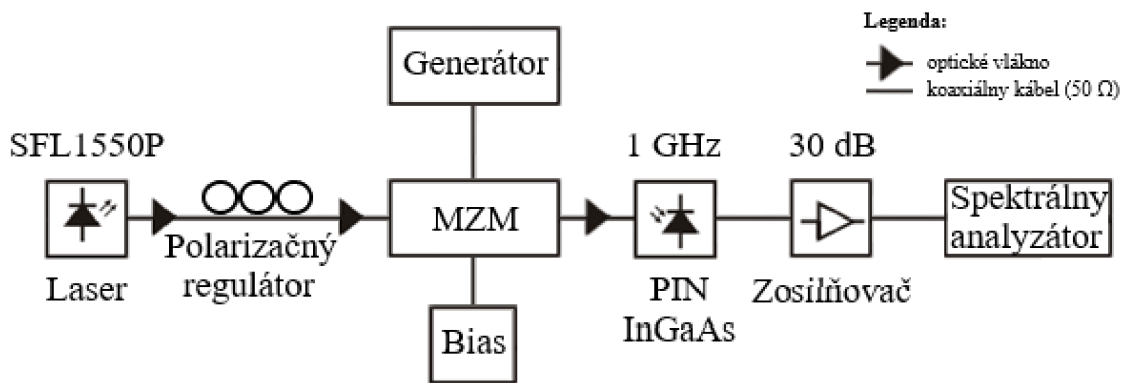 Legenda:
optické vlákno
koaxiálny kábel (50 Ω)
Generátor
SFL1550P
1 GHz
30 dB
MZM
Spektrálny
analyzátor
Polarizačný
regulátor
Laser
Bias
PIN
InGaAs
Zosilňovač